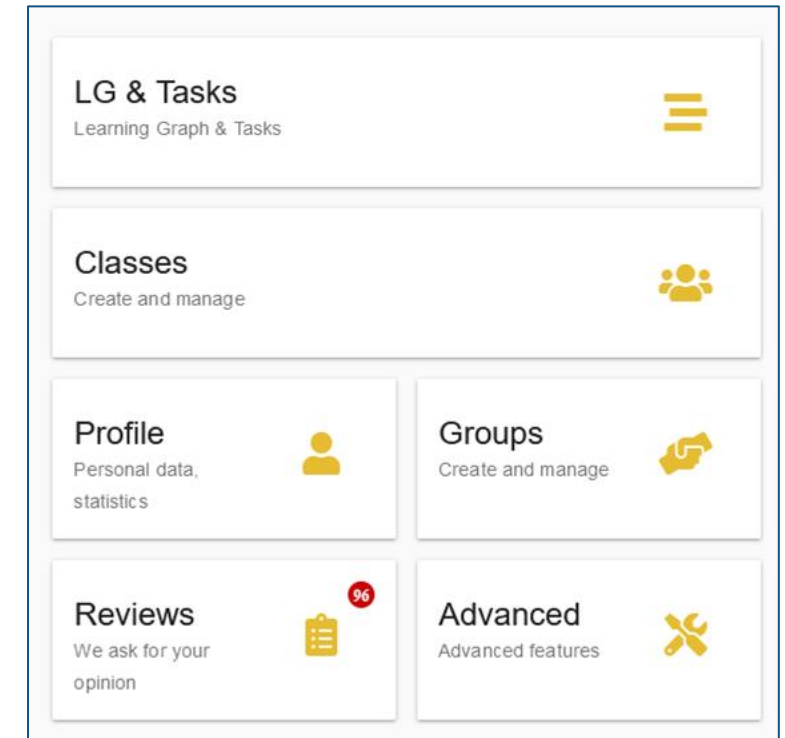 LG & Tasks
Learning Graph & Tasks
Classes
Create and manage
Profile
Personal data,
statistics
Groups
Create and manage
Reviews
We ask for your
opinion
96
Advanced
Advanced features